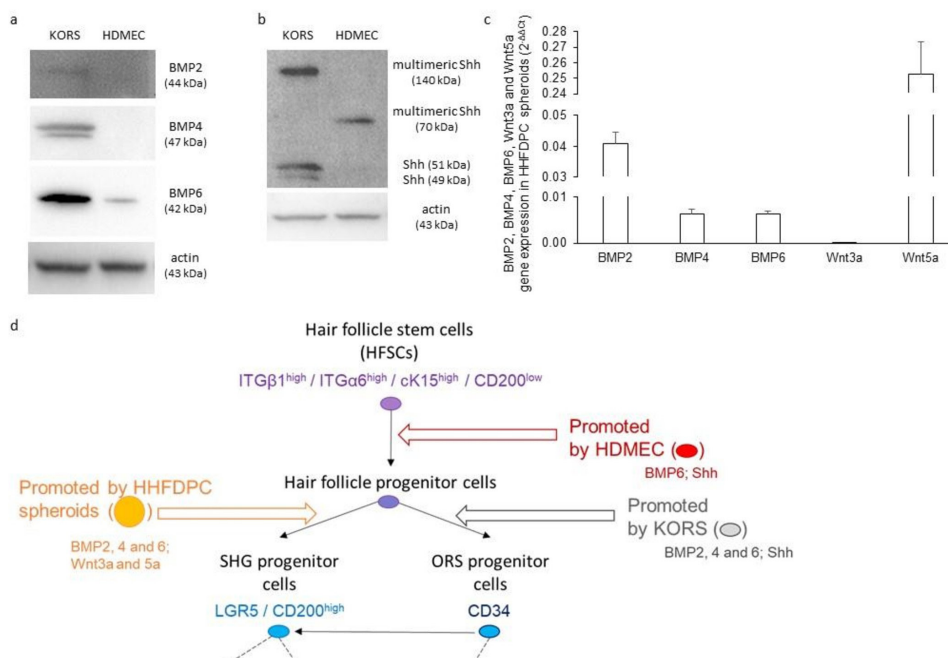 a
KORS HDMEC
BMP2
(44 kDa)
BMP4
(47 kDa)
BMP6
(42 kDa)
actin
(43 kDa)
b
KORS HDMEC
multimeric Shh
(140 kDa)
multimeric Shh
(70 kDa)
Shh (51 kDa)
Shh (49 kDa)
actin
(43 kDa)
c
BMP2, BMP4, BMP6, Wnt3a and Wnt5a
gene expression in HHFDPC spheroids (2-ΔΔCt)
0.28
0.27
0.26
0.25
0.05
0.04
0.03
0.01
0.00
BMP2 BMP4 BMP6 Wnt3a Wnt5a
d
Hair follicle stem cells
(HFSCs)
ITGβ1high / ITGα6high / cK15high / CD200low
Promoted
by HDMEC ( )
BMP6; Shh
Hair follicle progenitor cells
Promoted by HHFDPC
spheroids ( )
BMP2, 4 and 6;
Wnt3a and 5a
Promoted
by KORS ( )
BMP2, 4 and 6; Shh
SHG progenitor
cells
LGR5 / CD200high
ORS progenitor
cells
CD34